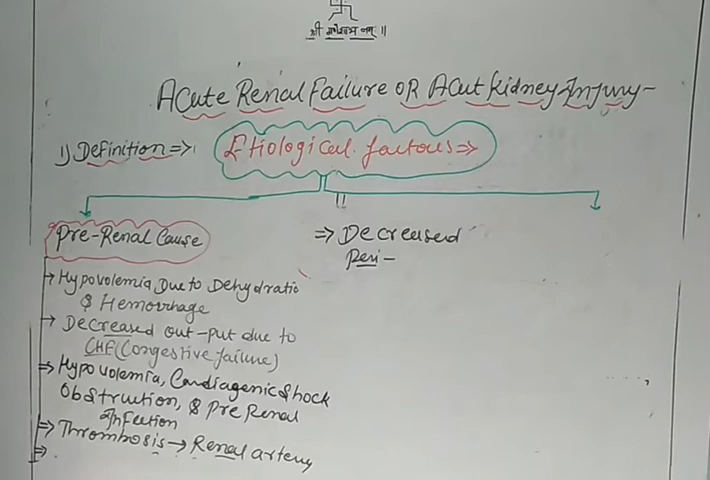 श्री गणेशाय नमः ||
Acute Renal Failure OR Acut Kidney Injury -
1) Definition => Etiological factors =>
Pre-Renal Cause
→ Hypovolemia Due to Dehydratio
& Hemorrhage
→ Decreased out-put due to
CHF (Congestive failure)
⇒ Hypovolemia, Cardiagenic Shock
Obstruction, & Pre Renal
Infection
⇒ Thrombosis → Renal artery
⇒
⇒ Decreased
Peri -